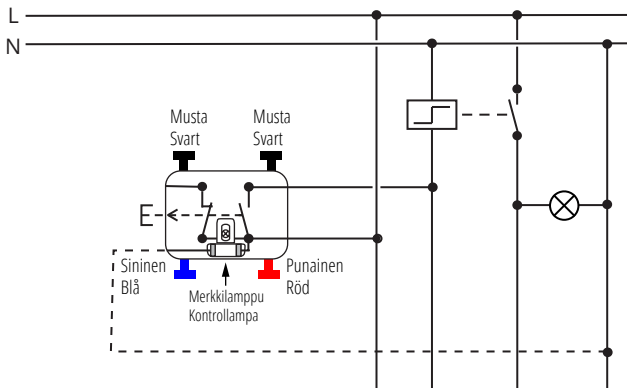 L
N
Musta
Svart
Musta
Svart
Sininen
Blå
Punainen
Röd
Merkkilamppu
Kontrollampa